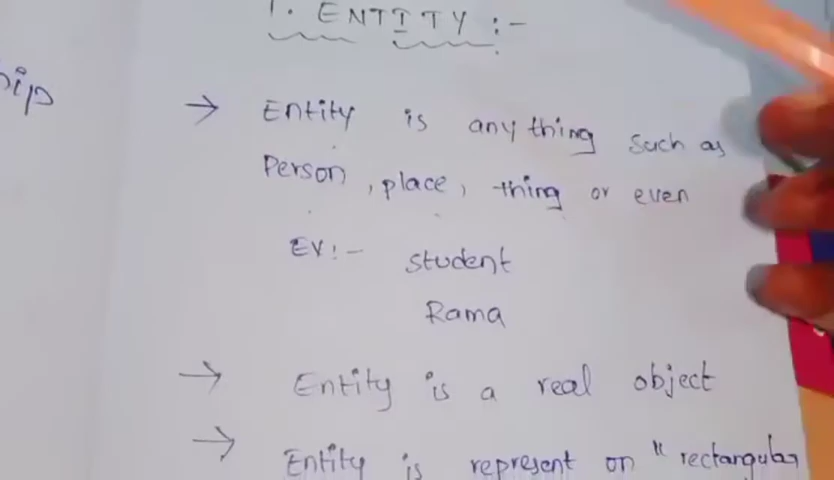 1. ENTITY :-
→ Entity is any thing such as
Person, place, thing or even
EX:- student
Rama
→ Entity is a real object
→ Entity is represent on "rectangular